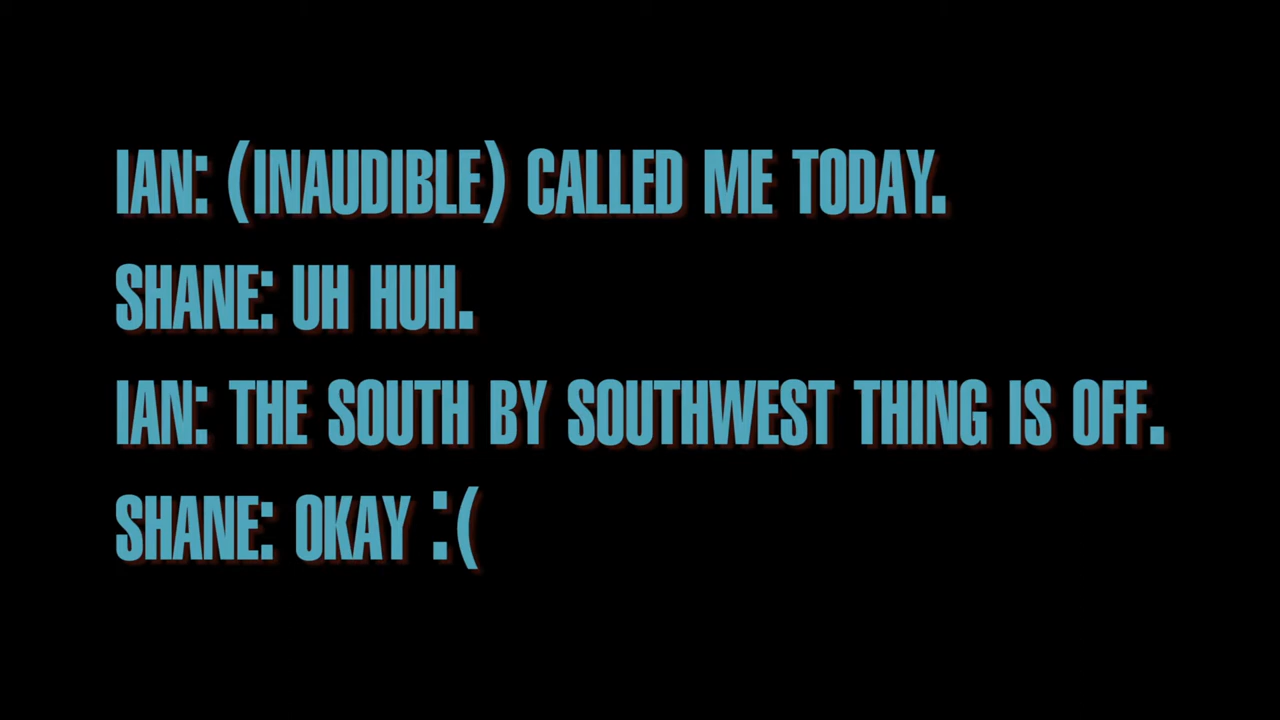 IAN: (INAUDIBLE) CALLED ME TODAY.
SHANE: UH HUH.
IAN: THE SOUTH BY SOUTHWEST THING IS OFF.
SHANE: OKAY :(